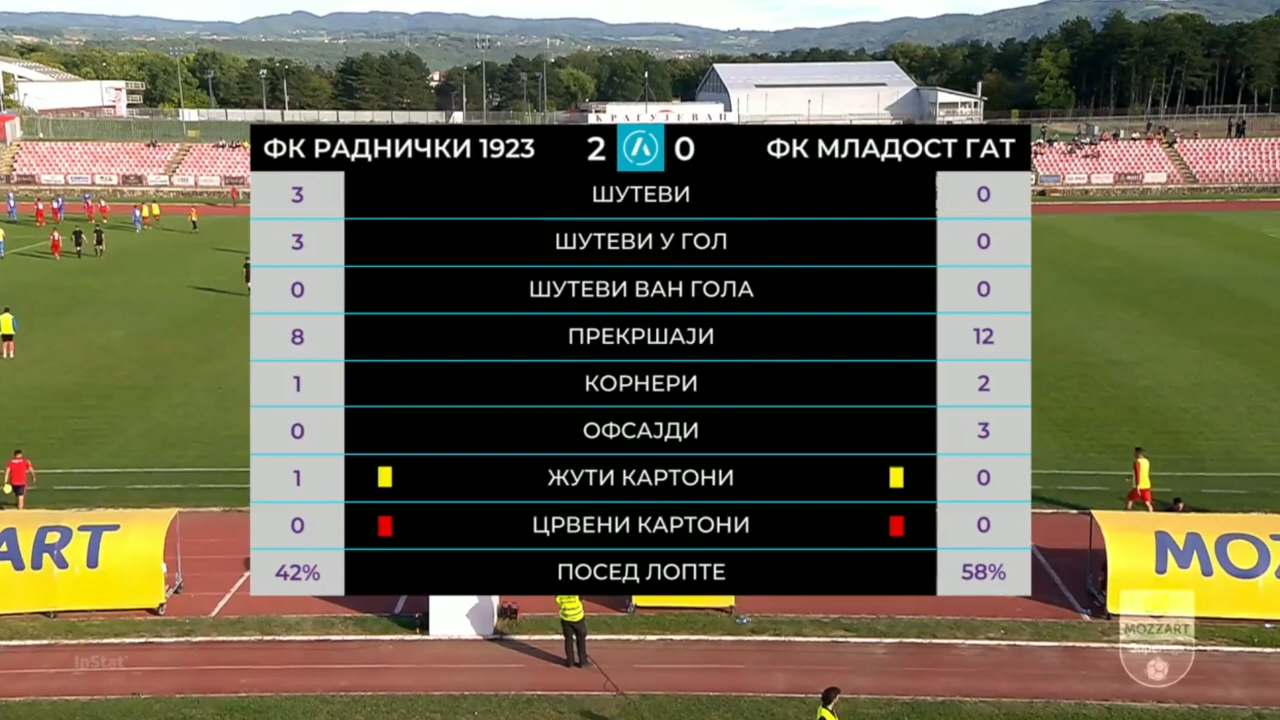 КРАГУЈЕВАЦ
ФК РАДНИЧКИ 1923 2 0 ФК МЛАДОСТ ГАТ
3 ШУТЕВИ 0
3 ШУТЕВИ У ГОЛ 0
0 ШУТЕВИ ВАН ГОЛА 0
8 ПРЕКРШАЈИ 12
1 КОРНЕРИ 2
0 ОФСАЈДИ 3
1 ЖУТИ КАРТОНИ 0
0 ЦРВЕНИ КАРТОНИ 0
42% ПОСЕД ЛОПТЕ 58%
ART
MOZ
MOZZART
InStat